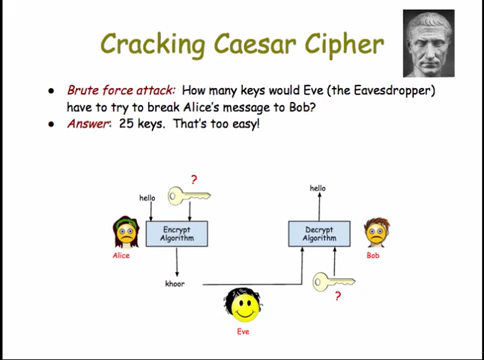 Cracking Caesar Cipher
• Brute force attack: How many keys would Eve (the Eavesdropper)
have to try to break Alice's message to Bob?
• Answer: 25 keys. That's too easy!
?
hello
hello
Encrypt
Algorithm
Decrypt
Algorithm
Alice
Bob
khoor
?
Eve